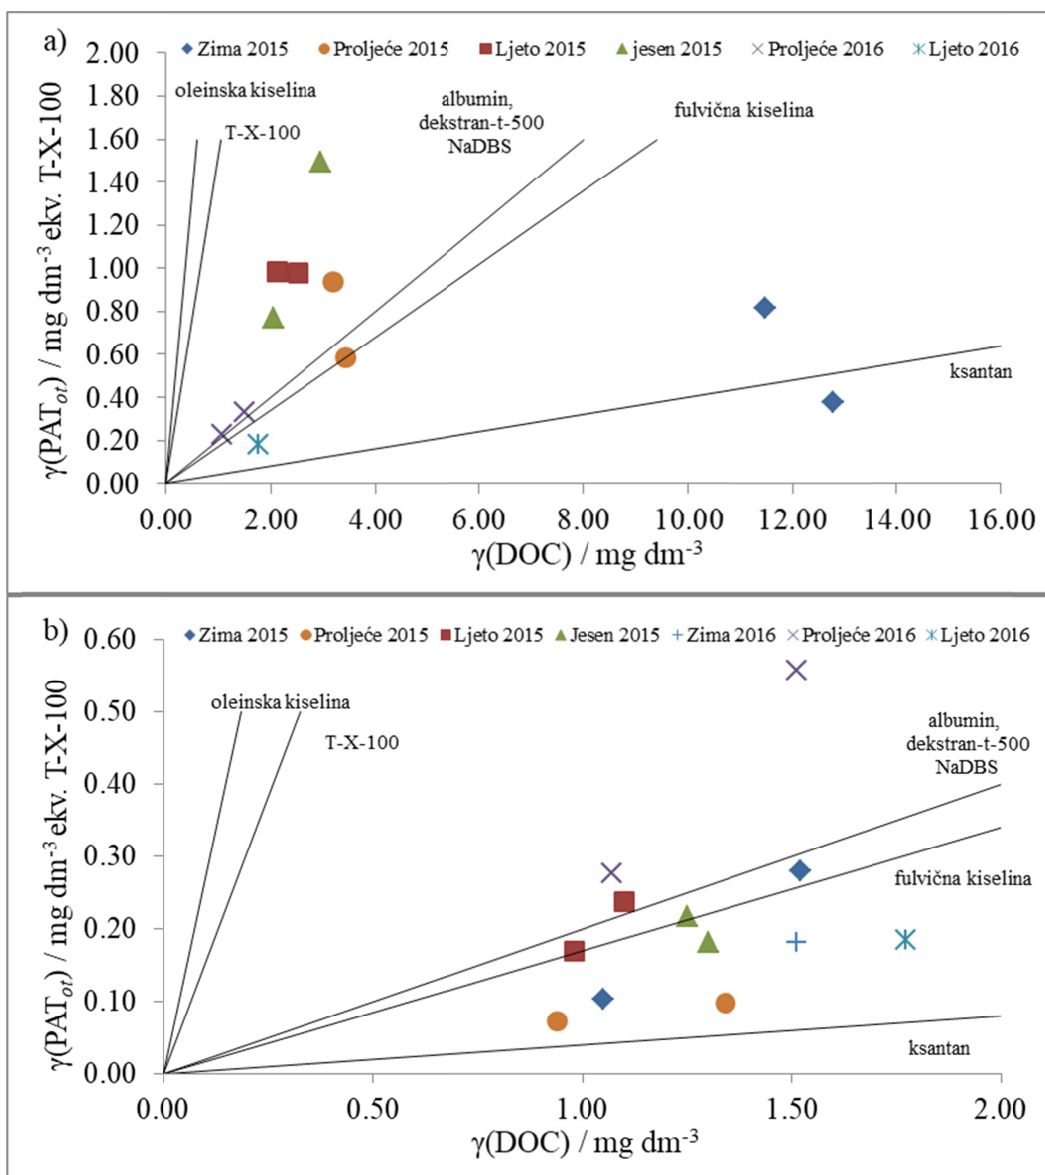 a)
Zima 2015 Proljeće 2015 Ljeto 2015 jesen 2015 Proljeće 2016 Ljeto 2016
2.00
1.80
1.60
1.40
1.20
1.00
0.80
0.60
0.40
0.20
0.00
γ(PATot) / mg dm-3 ekv. T-X-100
oleinska kiselina
T-X-100
albumin,
dekstran-t-500
NaDBS
fulvična kiselina
ksantan
0.00 2.00 4.00 6.00 8.00 10.00 12.00 14.00 16.00
γ(DOC) / mg dm-3
b)
Zima 2015 Proljeće 2015 Ljeto 2015 Jesen 2015 Zima 2016 Proljeće 2016 Ljeto 2016
0.60
0.50
0.40
0.30
0.20
0.10
0.00
γ(PATot) / mg dm-3 ekv. T-X-100
oleinska kiselina
T-X-100
albumin,
dekstran-t-500
NaDBS
fulvična kiselina
ksantan
0.00 0.50 1.00 1.50 2.00
γ(DOC) / mg dm-3